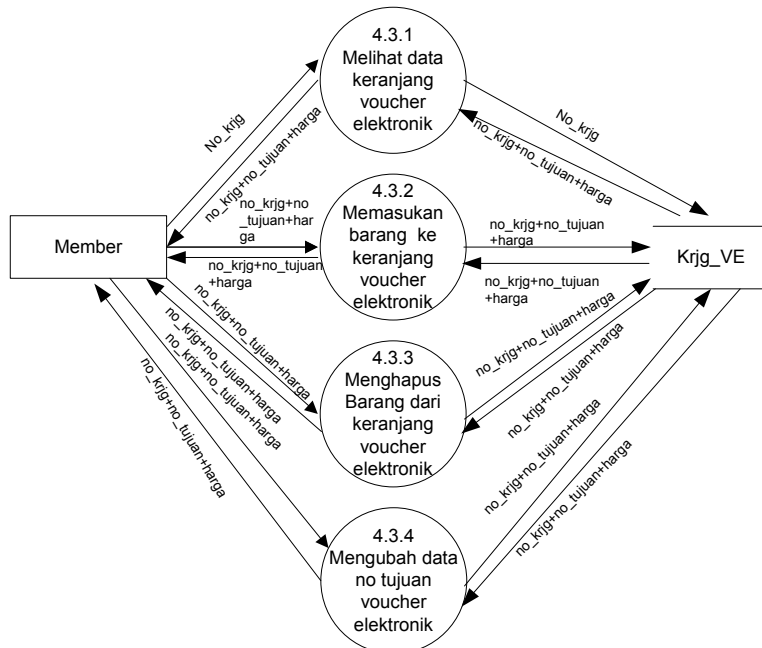 4.3.1
Melihat data
keranjang
voucher
elektronik
No_krjg
no_krjg+no_tujuan+harga
No_krjg
no_krjg+no_tujuan+harga
Member
no_krjg+no
_tujuan+har
ga
no_krjg+no_tujuan
+harga
4.3.2
Memasukan
barang ke
keranjang
voucher
elektronik
no_krjg+no_tujuan
+harga
no_krjg+no_tujuan
+harga
Krjg_VE
no_krjg+no_tujuan+harga
no_krjg+no_tujuan+harga
4.3.3
Menghapus
Barang dari
keranjang
voucher
elektronik
no_krjg+no_tujuan+harga
no_krjg+no_tujuan+harga
no_krjg+no_tujuan+harga
no_krjg+no_tujuan+harga
4.3.4
Mengubah data
no tujuan
voucher
elektronik
no_krjg+no_tujuan+harga
no_krjg+no_tujuan+harga